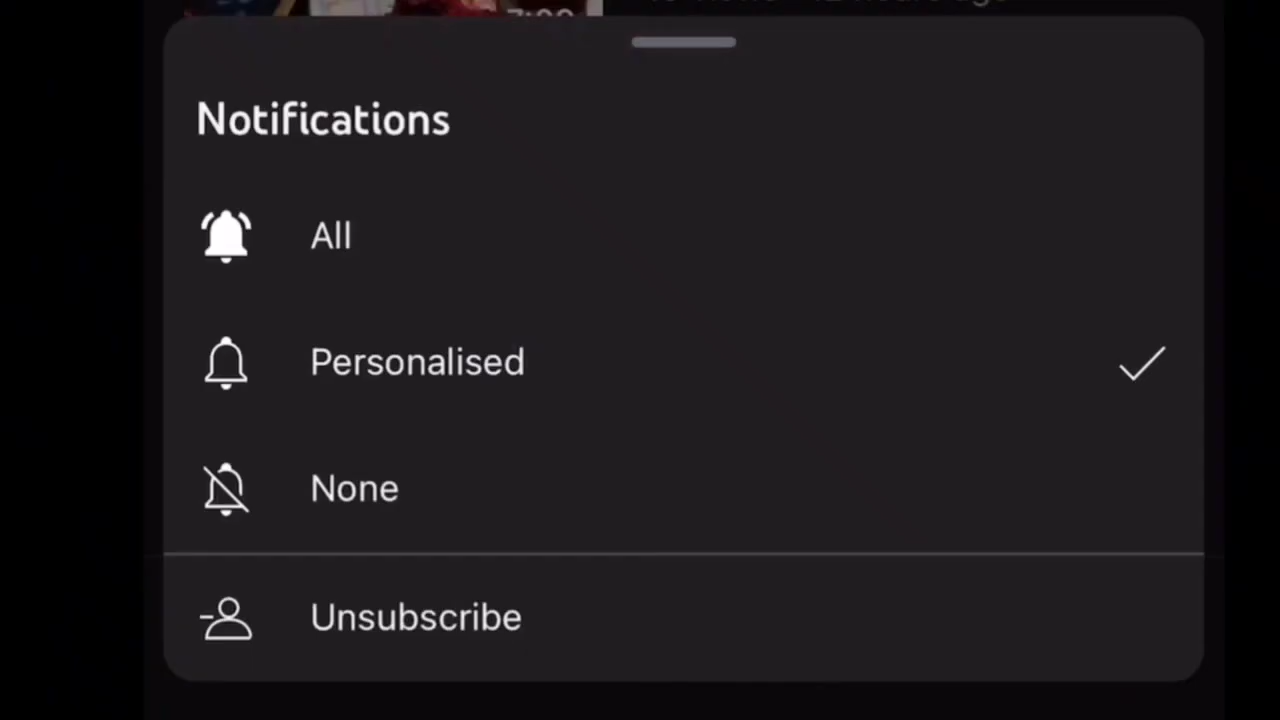 Notifications
All
Personalised
None
Unsubscribe